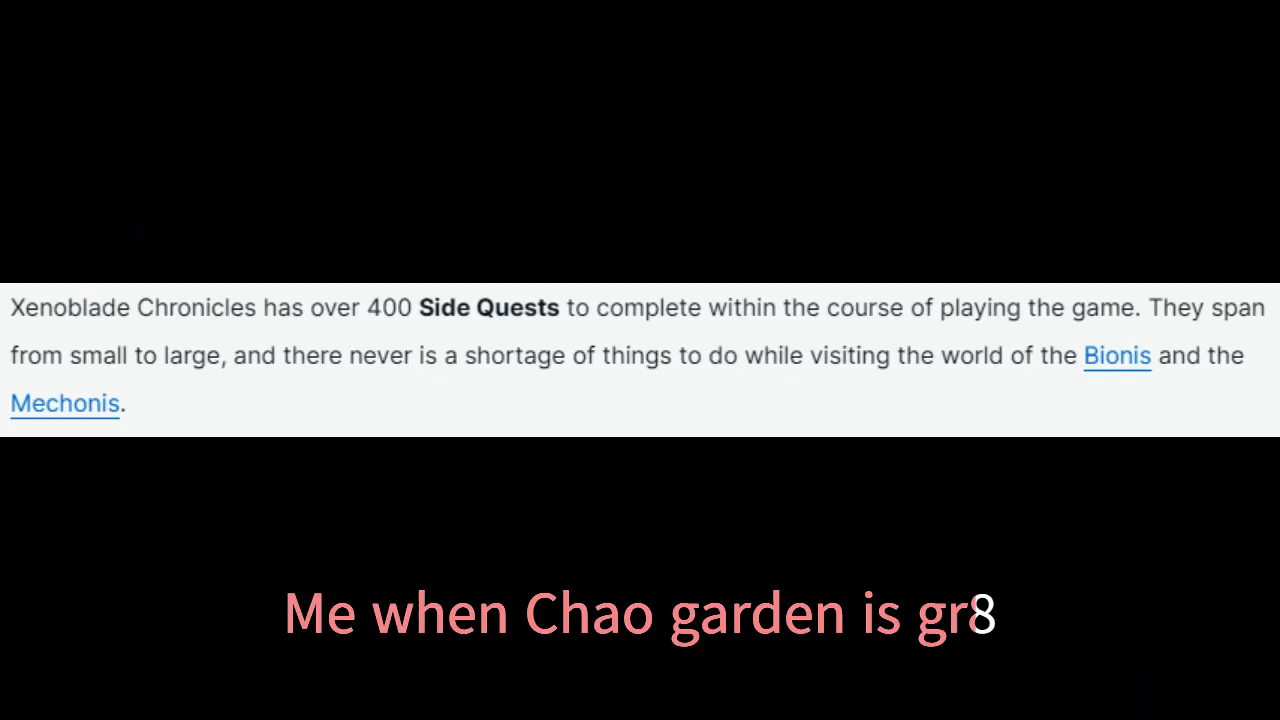 Xenoblade Chronicles has over 400 Side Quests to complete within the course of playing the game. They span
from small to large, and there never is a shortage of things to do while visiting the world of the Bionis and the
Mechonis.
Me when Chao garden is gr8